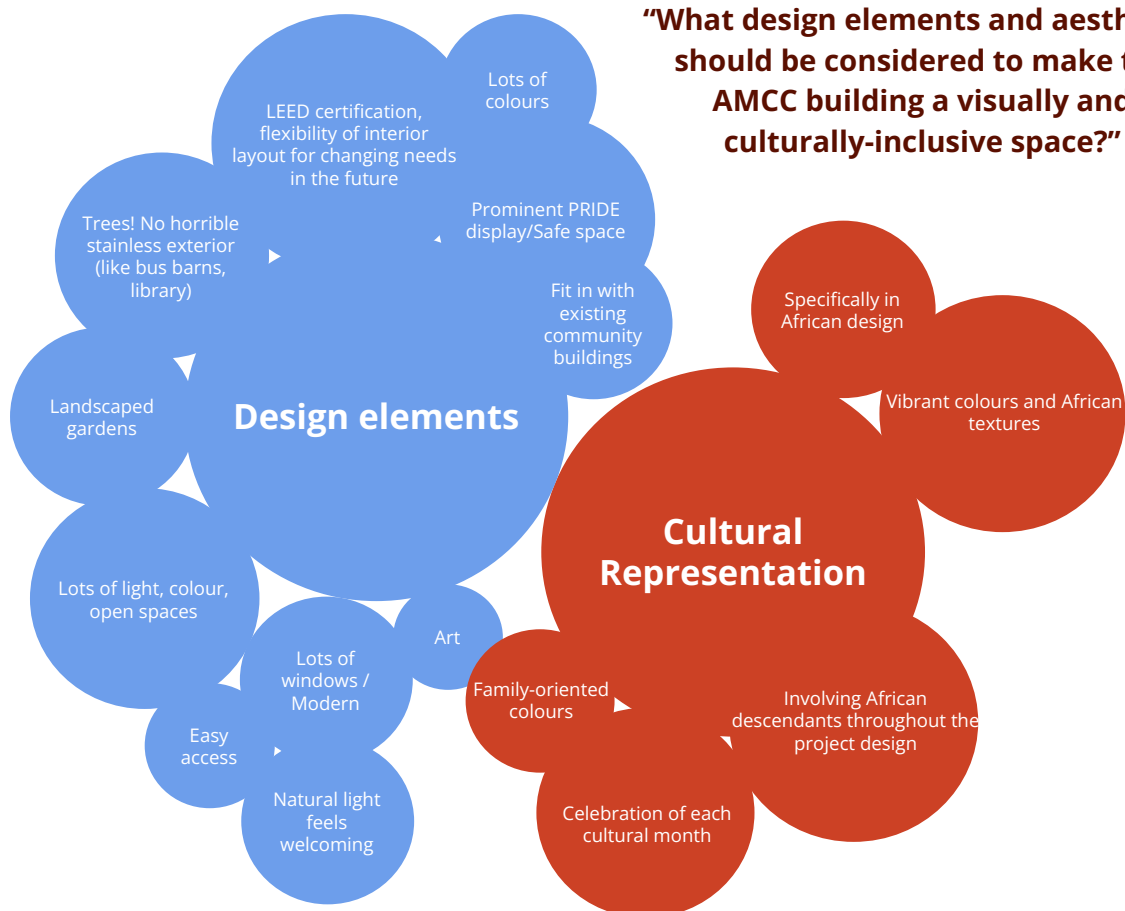 “What design elements and aesth
should be considered to make t
AMCC building a visually and
culturally-inclusive space?”
Lots of
colours
LEED certification,
flexibility of interior
layout for changing needs
in the future
Prominent PRIDE
display/Safe space
Trees! No horrible
stainless exterior
(like bus barns,
library)
Fit in with
existing
community
buildings
Landscaped
gardens
Design elements
Lots of light, colour,
open spaces
Art
Lots of
windows /
Modern
Easy
access
Natural light
feels
welcoming
Specifically in
African design
Vibrant colours and African
textures
Cultural
Representation
Family-oriented
colours
Involving African
descendants throughout the
project design
Celebration of each
cultural month